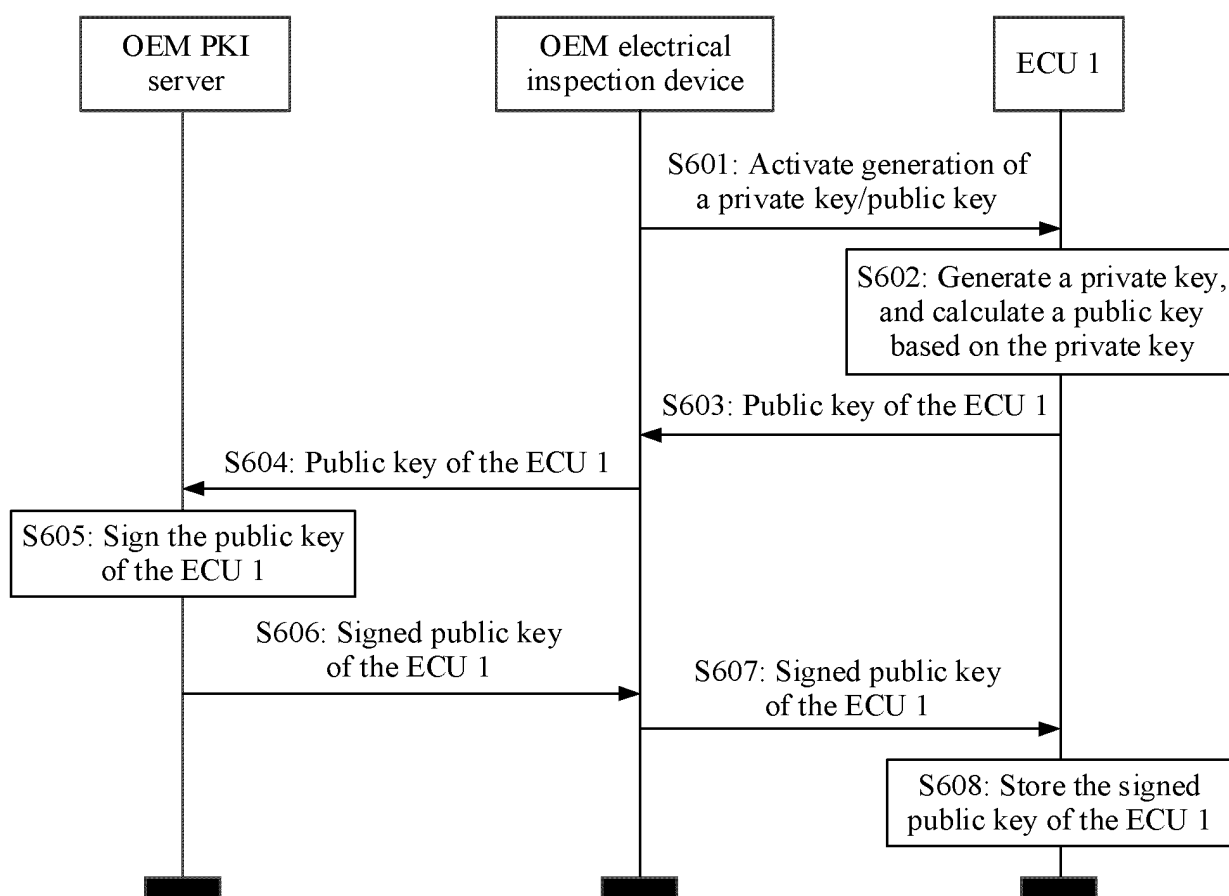 OEM PKI
server
OEM electrical
inspection device
ECU 1
S601: Activate generation of
a private key/public key
S602: Generate a private key,
and calculate a public key
based on the private key
S603: Public key of the ECU 1
S604: Public key of the ECU 1
S605: Sign the public key
of the ECU 1
S606: Signed public key
of the ECU 1
S607: Signed public key
of the ECU 1
S608: Store the signed
public key of the ECU 1